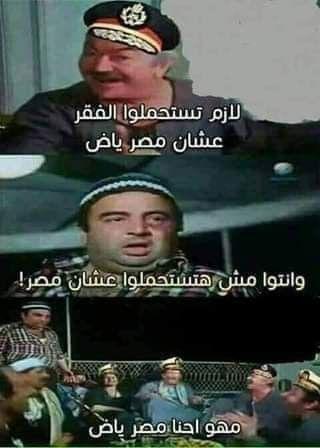 لازم تستحملوا الفقر
عشان مصر ياض
وانتوا مش هتستحملوا عشان مصر!
مهو احنا مصر ياض